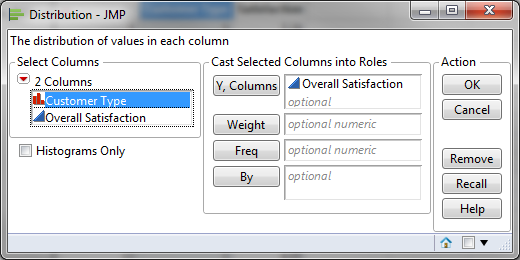 Distribution - JMP
The distribution of values in each column
Select Columns
2 Columns
Customer Type
Overall Satisfaction
Histograms Only
Cast Selected Columns into Roles
Y, Columns
Overall Satisfaction
optional
Weight
optional numeric
Freq
optional numeric
By
optional
Action
OK
Cancel
Remove
Recall
Help